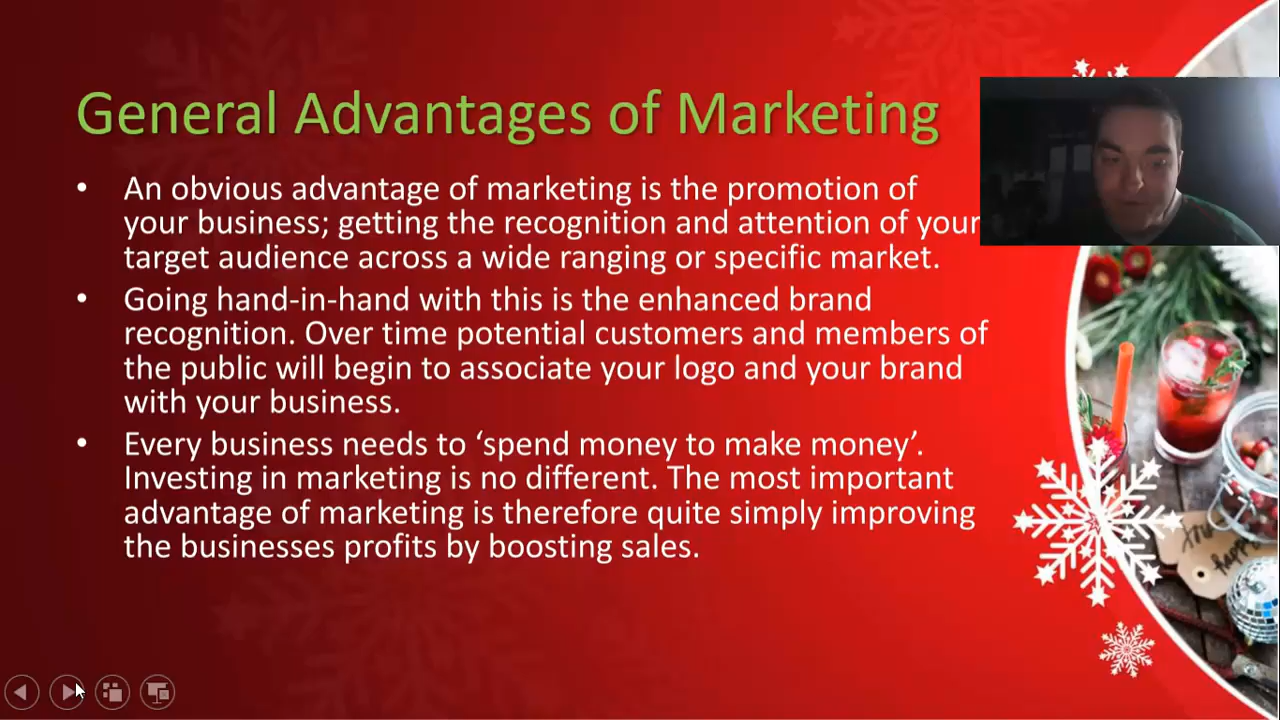 General Advantages of Marketing
• An obvious advantage of marketing is the promotion of
your business; getting the recognition and attention of your
target audience across a wide ranging or specific market.
• Going hand-in-hand with this is the enhanced brand
recognition. Over time potential customers and members of
the public will begin to associate your logo and your brand
with your business.
• Every business needs to ‘spend money to make money’.
Investing in marketing is no different. The most important
advantage of marketing is therefore quite simply improving
the businesses profits by boosting sales.